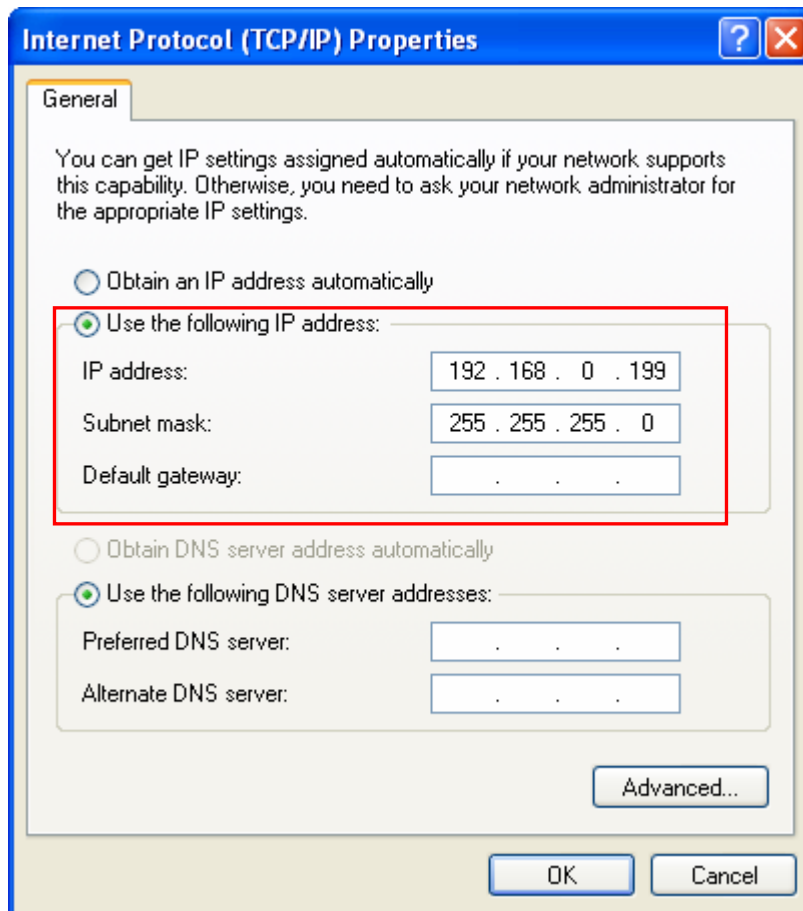 Internet Protocol (TCP/IP) Properties
?
General
You can get IP settings assigned automatically if your network supports
this capability. Otherwise, you need to ask your network administrator for
the appropriate IP settings.
Obtain an IP address automatically
Use the following IP address:
IP address: 192 . 168 . 0 . 199
Subnet mask: 255 . 255 . 255 . 0
Default gateway: . . .
Obtain DNS server address automatically
Use the following DNS server addresses:
Preferred DNS server: . . .
Alternate DNS server: . . .
Advanced...
OK Cancel